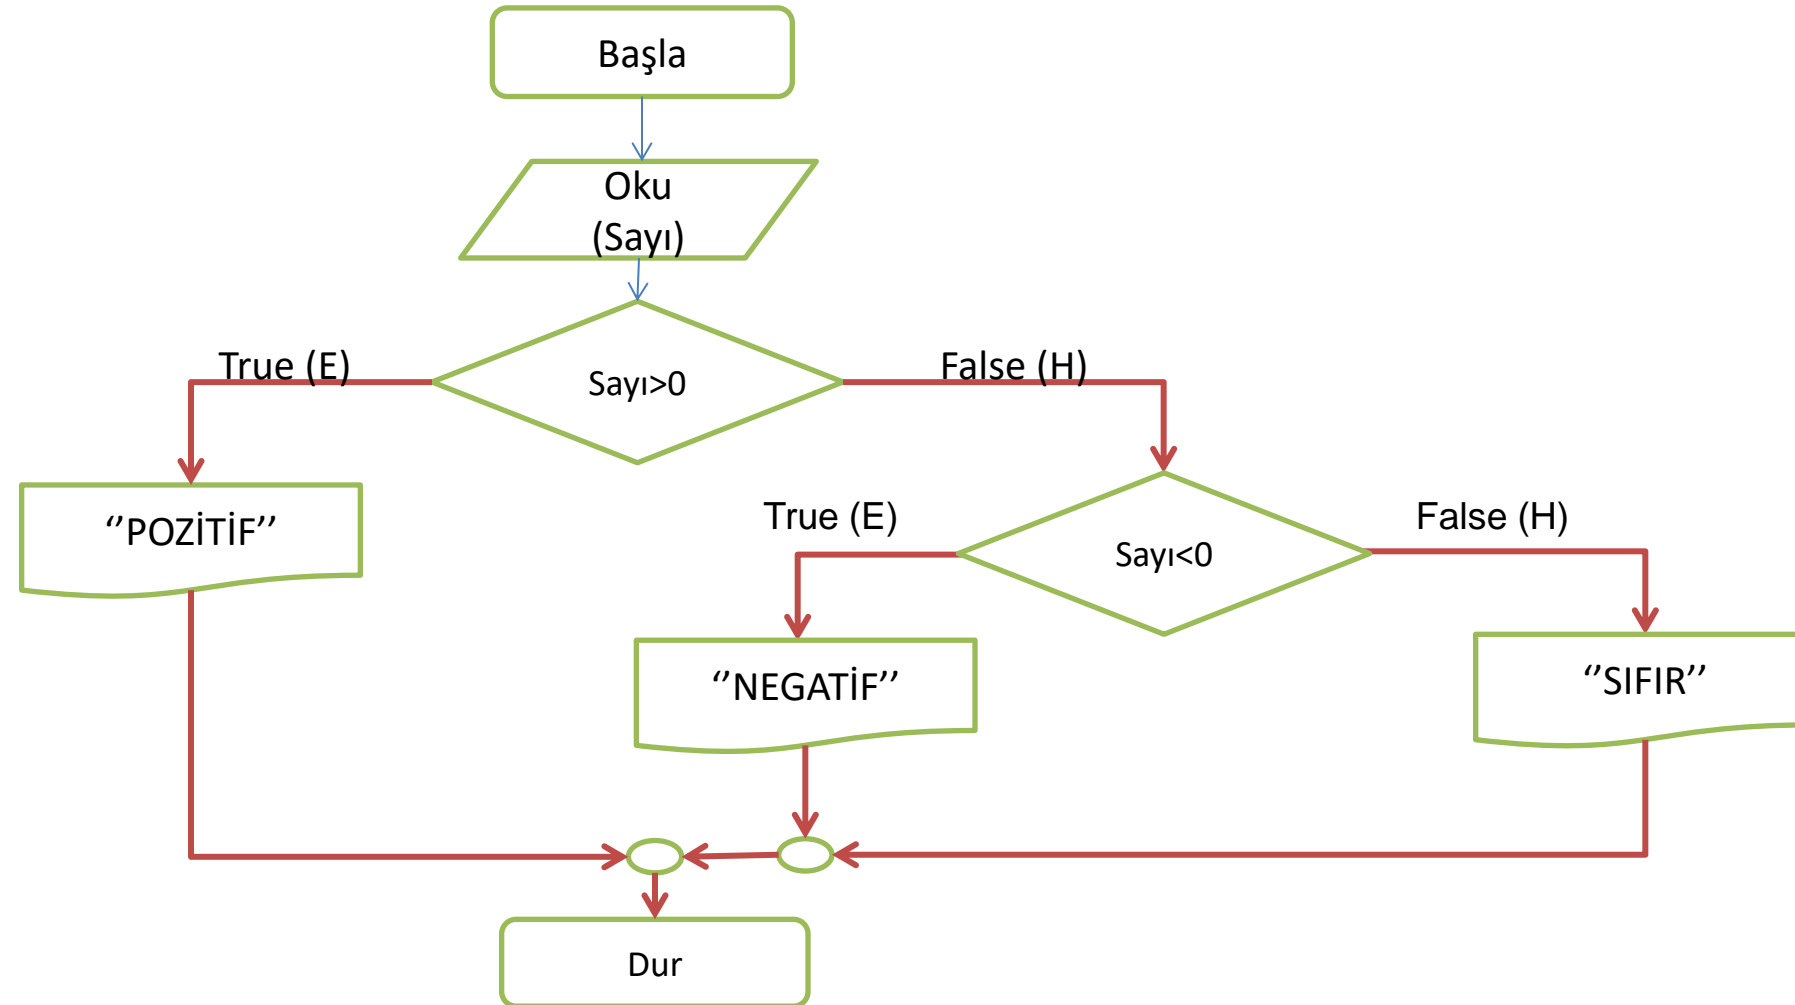 Başla
Oku
(Sayı)
True (E)
Sayı>0
False (H)
‘’POZİTİF’’
True (E)
Sayı<0
False (H)
‘’NEGATİF’’
‘’SIFIR’’
Dur